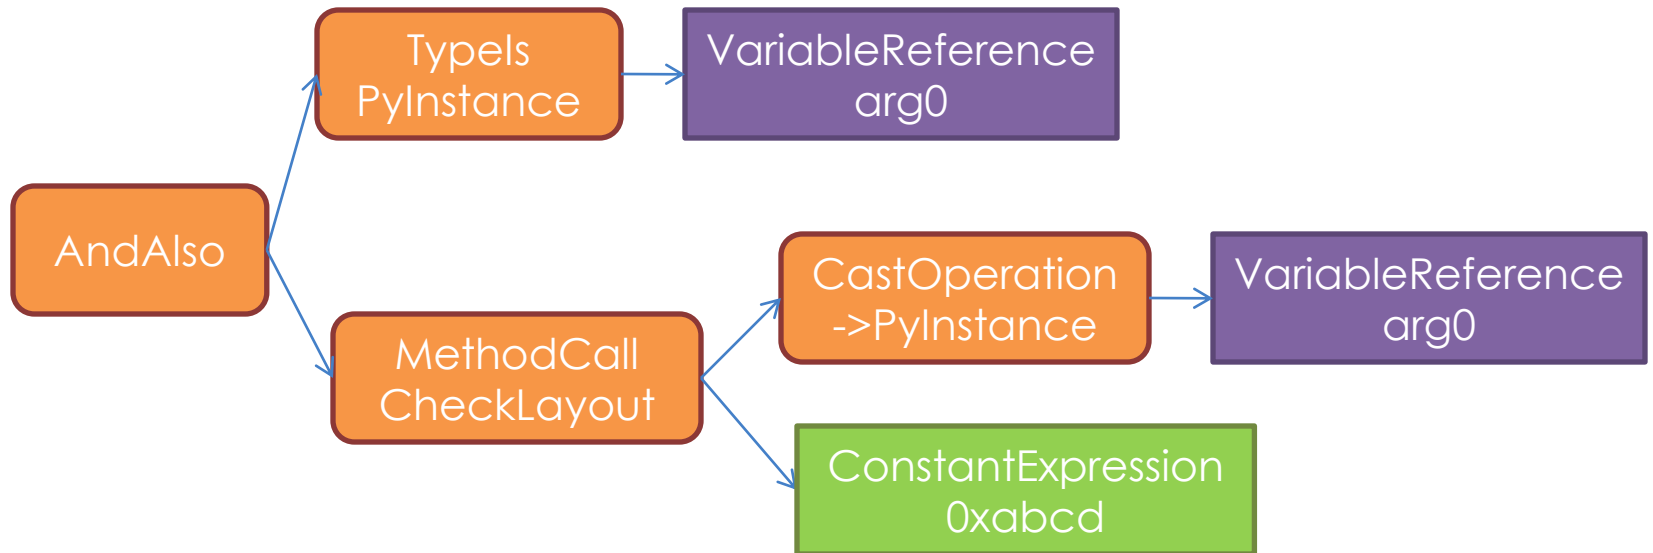 TypeIs
PyInstance
VariableReference
arg0
AndAlso
CastOperation
->PyInstance
VariableReference
arg0
MethodCall
CheckLayout
ConstantExpression
0xabcd